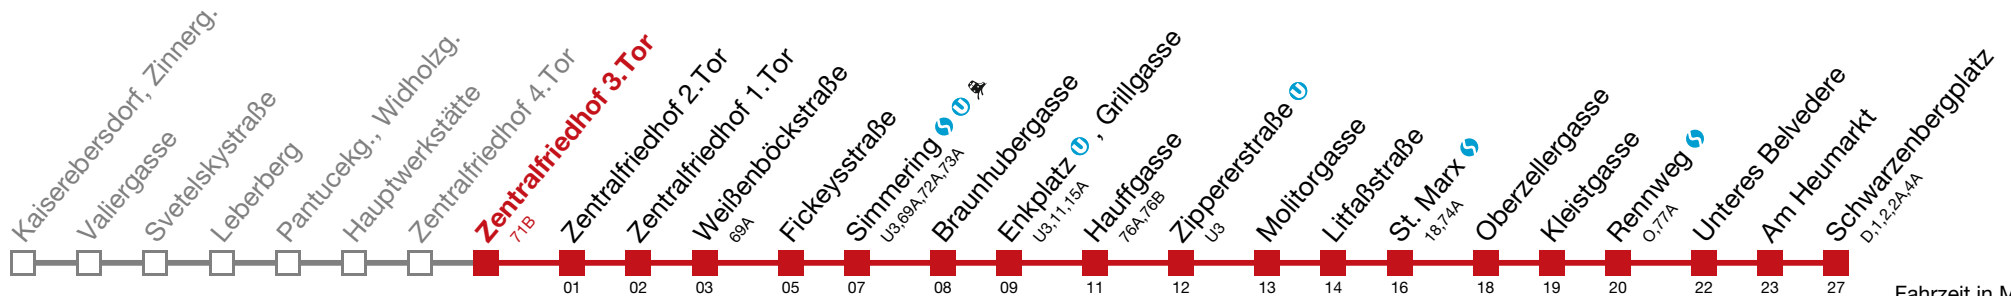 Kaiserebersdorf, Zinnerg.
Valiergasse
Svetelskystraße
Leberberg
Pantucekg., Widholzg.
Hauptwerkstätte
Zentralfriedhof 4.Tor
Zentralfriedhof 3.Tor
71B
Zentralfriedhof 2.Tor
Zentralfriedhof 1.Tor
Weißenböckstraße
69A
Fickeysstraße
Simmering S U
U3,69A,72A,73A
Braunhubergasse
Enkplatz U , Grillgasse
U3,11,15A
Hauffgasse
76A,76B
Zippererstraße U
U3
Molitorgasse
Litfaßstraße
St. Marx S
18,74A
Oberzellergasse
Kleistgasse
Rennweg S
O,77A
Unteres Belvedere
Am Heumarkt
Schwarzenbergplatz
D,1,2,2A,4A
01 02 03 05 07 08 09 11 12 13 14 16 18 19 20 22 23 27
Fahrzeit in M